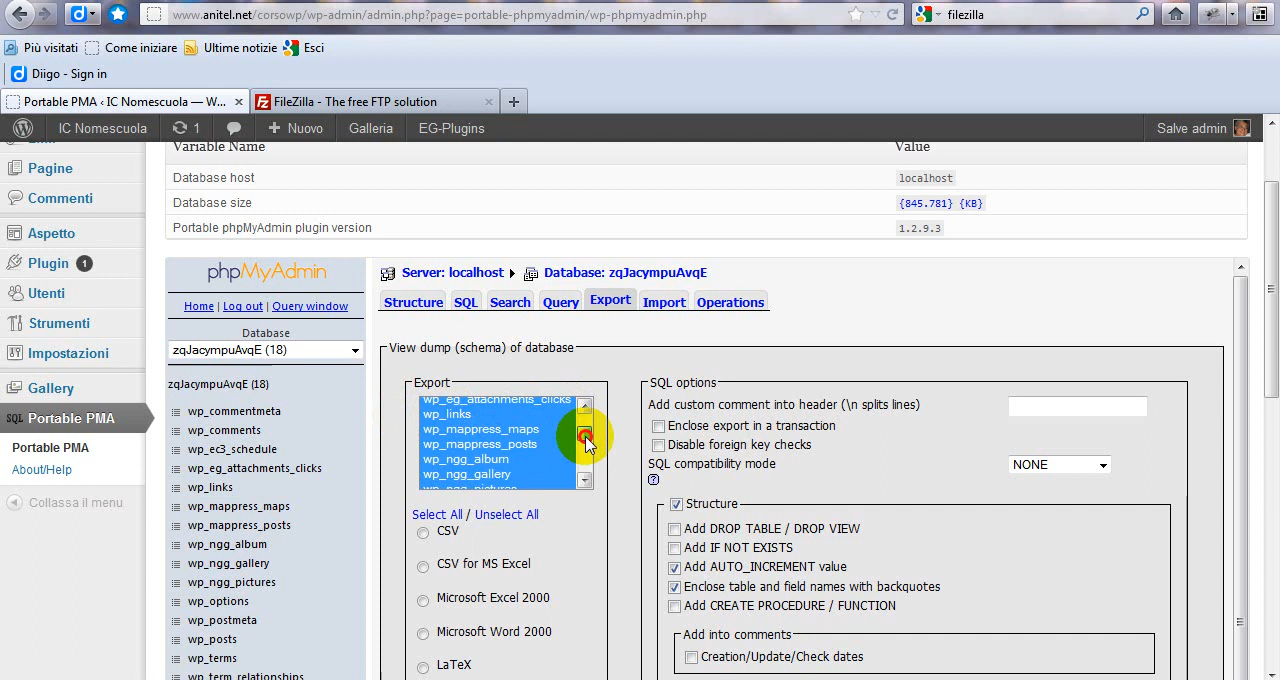 www.anitel.net/corsowp/wp-admin/admin.php?page=portable-phpmyadmin/wp-phpmyadmin.php
filezilla
Più visitati
Come iniziare
Ultime notizie
Esci
Diigo - Sign in
Portable PMA ‹ IC Nomescuola — W...
FileZilla - The free FTP solution
IC Nomescuola
1
Nuovo
Galleria
EG-Plugins
Salve admin
Pagine
Commenti
Aspetto
Plugin 1
Utenti
Strumenti
Impostazioni
Gallery
SQL Portable PMA
Portable PMA
About/Help
Collassa il menu
Variable Name Value
Database host localhost
Database size {845.781} {KB}
Portable phpMyAdmin plugin version 1.2.9.3
phpMyAdmin
Home | Log out | Query window
Database
zqJacympuAvqE (18)
zqJacympuAvqE (18)
wp_commentmeta
wp_comments
wp_ec3_schedule
wp_eg_attachments_clicks
wp_links
wp_mappress_maps
wp_mappress_posts
wp_ngg_album
wp_ngg_gallery
wp_ngg_pictures
wp_options
wp_postmeta
wp_posts
wp_terms
wp_term_relationships
Server: localhost
Database: zqJacympuAvqE
Structure SQL Search Query Export Import Operations
View dump (schema) of database
Export
wp_eg_attachments_clicks
wp_links
wp_mappress_maps
wp_mappress_posts
wp_ngg_album
wp_ngg_gallery
wp_ngg_pictures
Select All / Unselect All
CSV
CSV for MS Excel
Microsoft Excel 2000
Microsoft Word 2000
LaTeX
SQL options
Add custom comment into header (\n splits lines)
Enclose export in a transaction
Disable foreign key checks
SQL compatibility mode NONE
Structure
Add DROP TABLE / DROP VIEW
Add IF NOT EXISTS
Add AUTO_INCREMENT value
Enclose table and field names with backquotes
Add CREATE PROCEDURE / FUNCTION
Add into comments
Creation/Update/Check dates